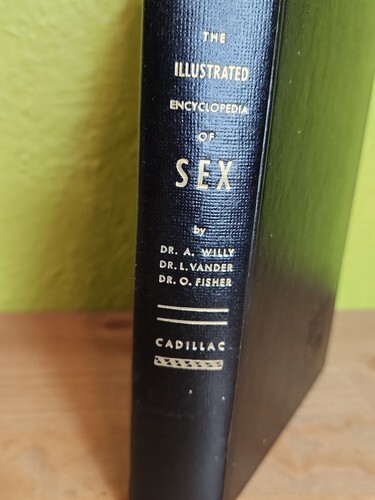 THE
ILLUSTRATED
ENCYCLOPEDIA
OF
SEX
by
DR. A. WILLY
DR. L. VANDER
DR. O. FISHER
CADILLAC